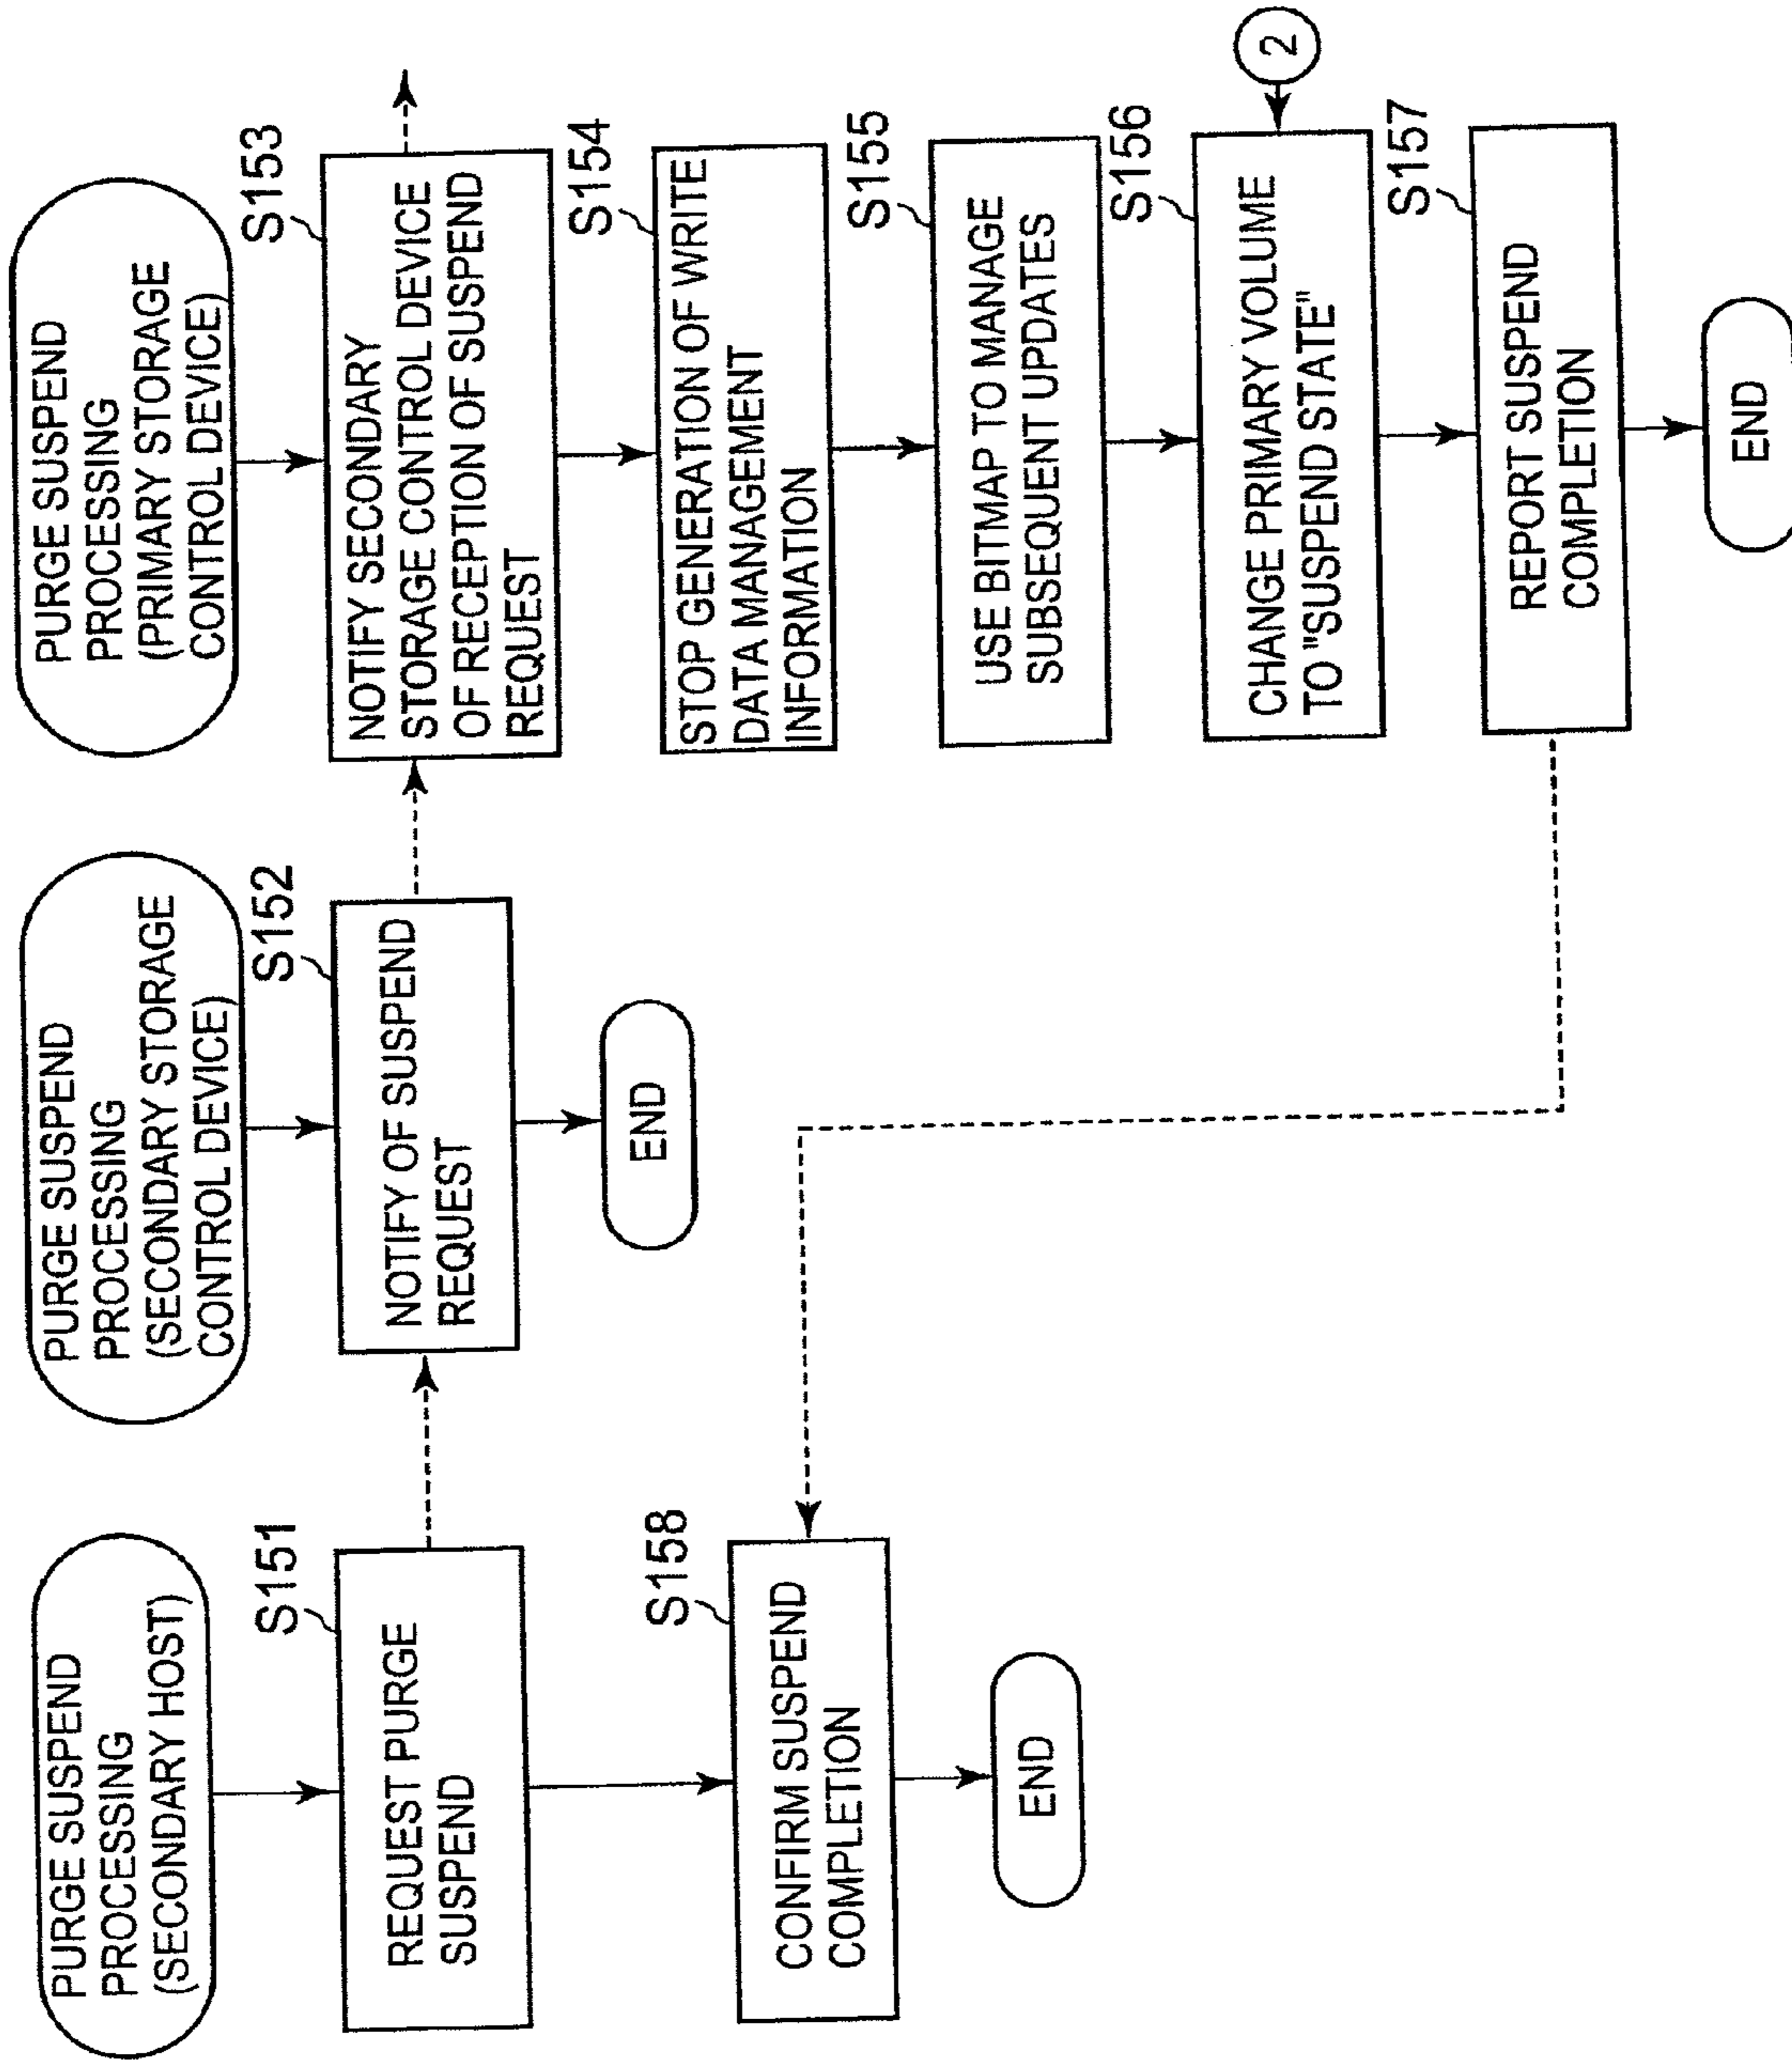 PURGE SUSPEND
PROCESSING
(SECONDARY HOST)
S151
REQUEST PURGE
SUSPEND
S158
CONFIRM SUSPEND
COMPLETION
END
PURGE SUSPEND
PROCESSING
(SECONDARY STORAGE
CONTROL DEVICE)
S152
NOTIFY OF SUSPEND
REQUEST
END
PURGE SUSPEND
PROCESSING
(PRIMARY STORAGE
CONTROL DEVICE)
S153
NOTIFY SECONDARY
STORAGE CONTROL DEVICE
OF RECEPTION OF SUSPEND
REQUEST
S154
STOP GENERATION OF WRITE
DATA MANAGEMENT
INFORMATION
S155
USE BITMAP TO MANAGE
SUBSEQUENT UPDATES
S156
CHANGE PRIMARY VOLUME
TO "SUSPEND STATE"
2
S157
REPORT SUSPEND
COMPLETION
END